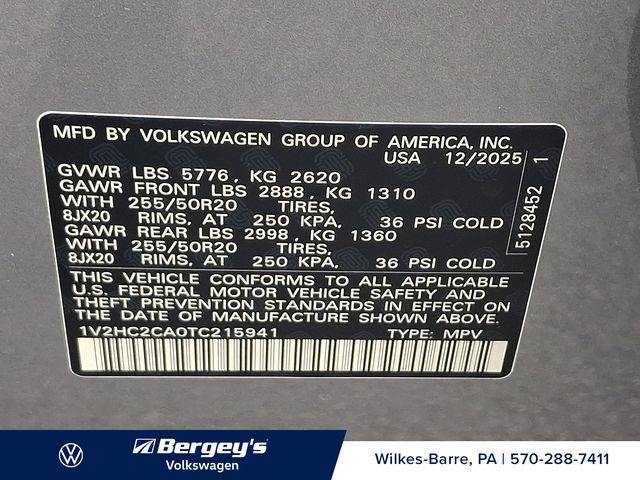 MFD BY VOLKSWAGEN GROUP OF AMERICA, INC.
USA 12/2025
GVWR LBS 5776, KG 2620
GAWR FRONT LBS 2888, KG 1310
WITH 255/50R20 TIRES,
8JX20 RIMS, AT 250 KPA, 36 PSI COLD
GAWR REAR LBS 2998, KG 1360
WITH 255/50R20 TIRES,
8JX20 RIMS, AT 250 KPA, 36 PSI COLD
THIS VEHICLE CONFORMS TO ALL APPLICABLE
U.S. FEDERAL MOTOR VEHICLE SAFETY AND
THEFT PREVENTION STANDARDS IN EFFECT ON
THE DATE OF MANUFACTURE SHOWN ABOVE.
1V2HC2CA0TC215941 TYPE: MPV
5128452 1
Bergey's
Volkswagen
Wilkes-Barre, PA | 570-288-7411